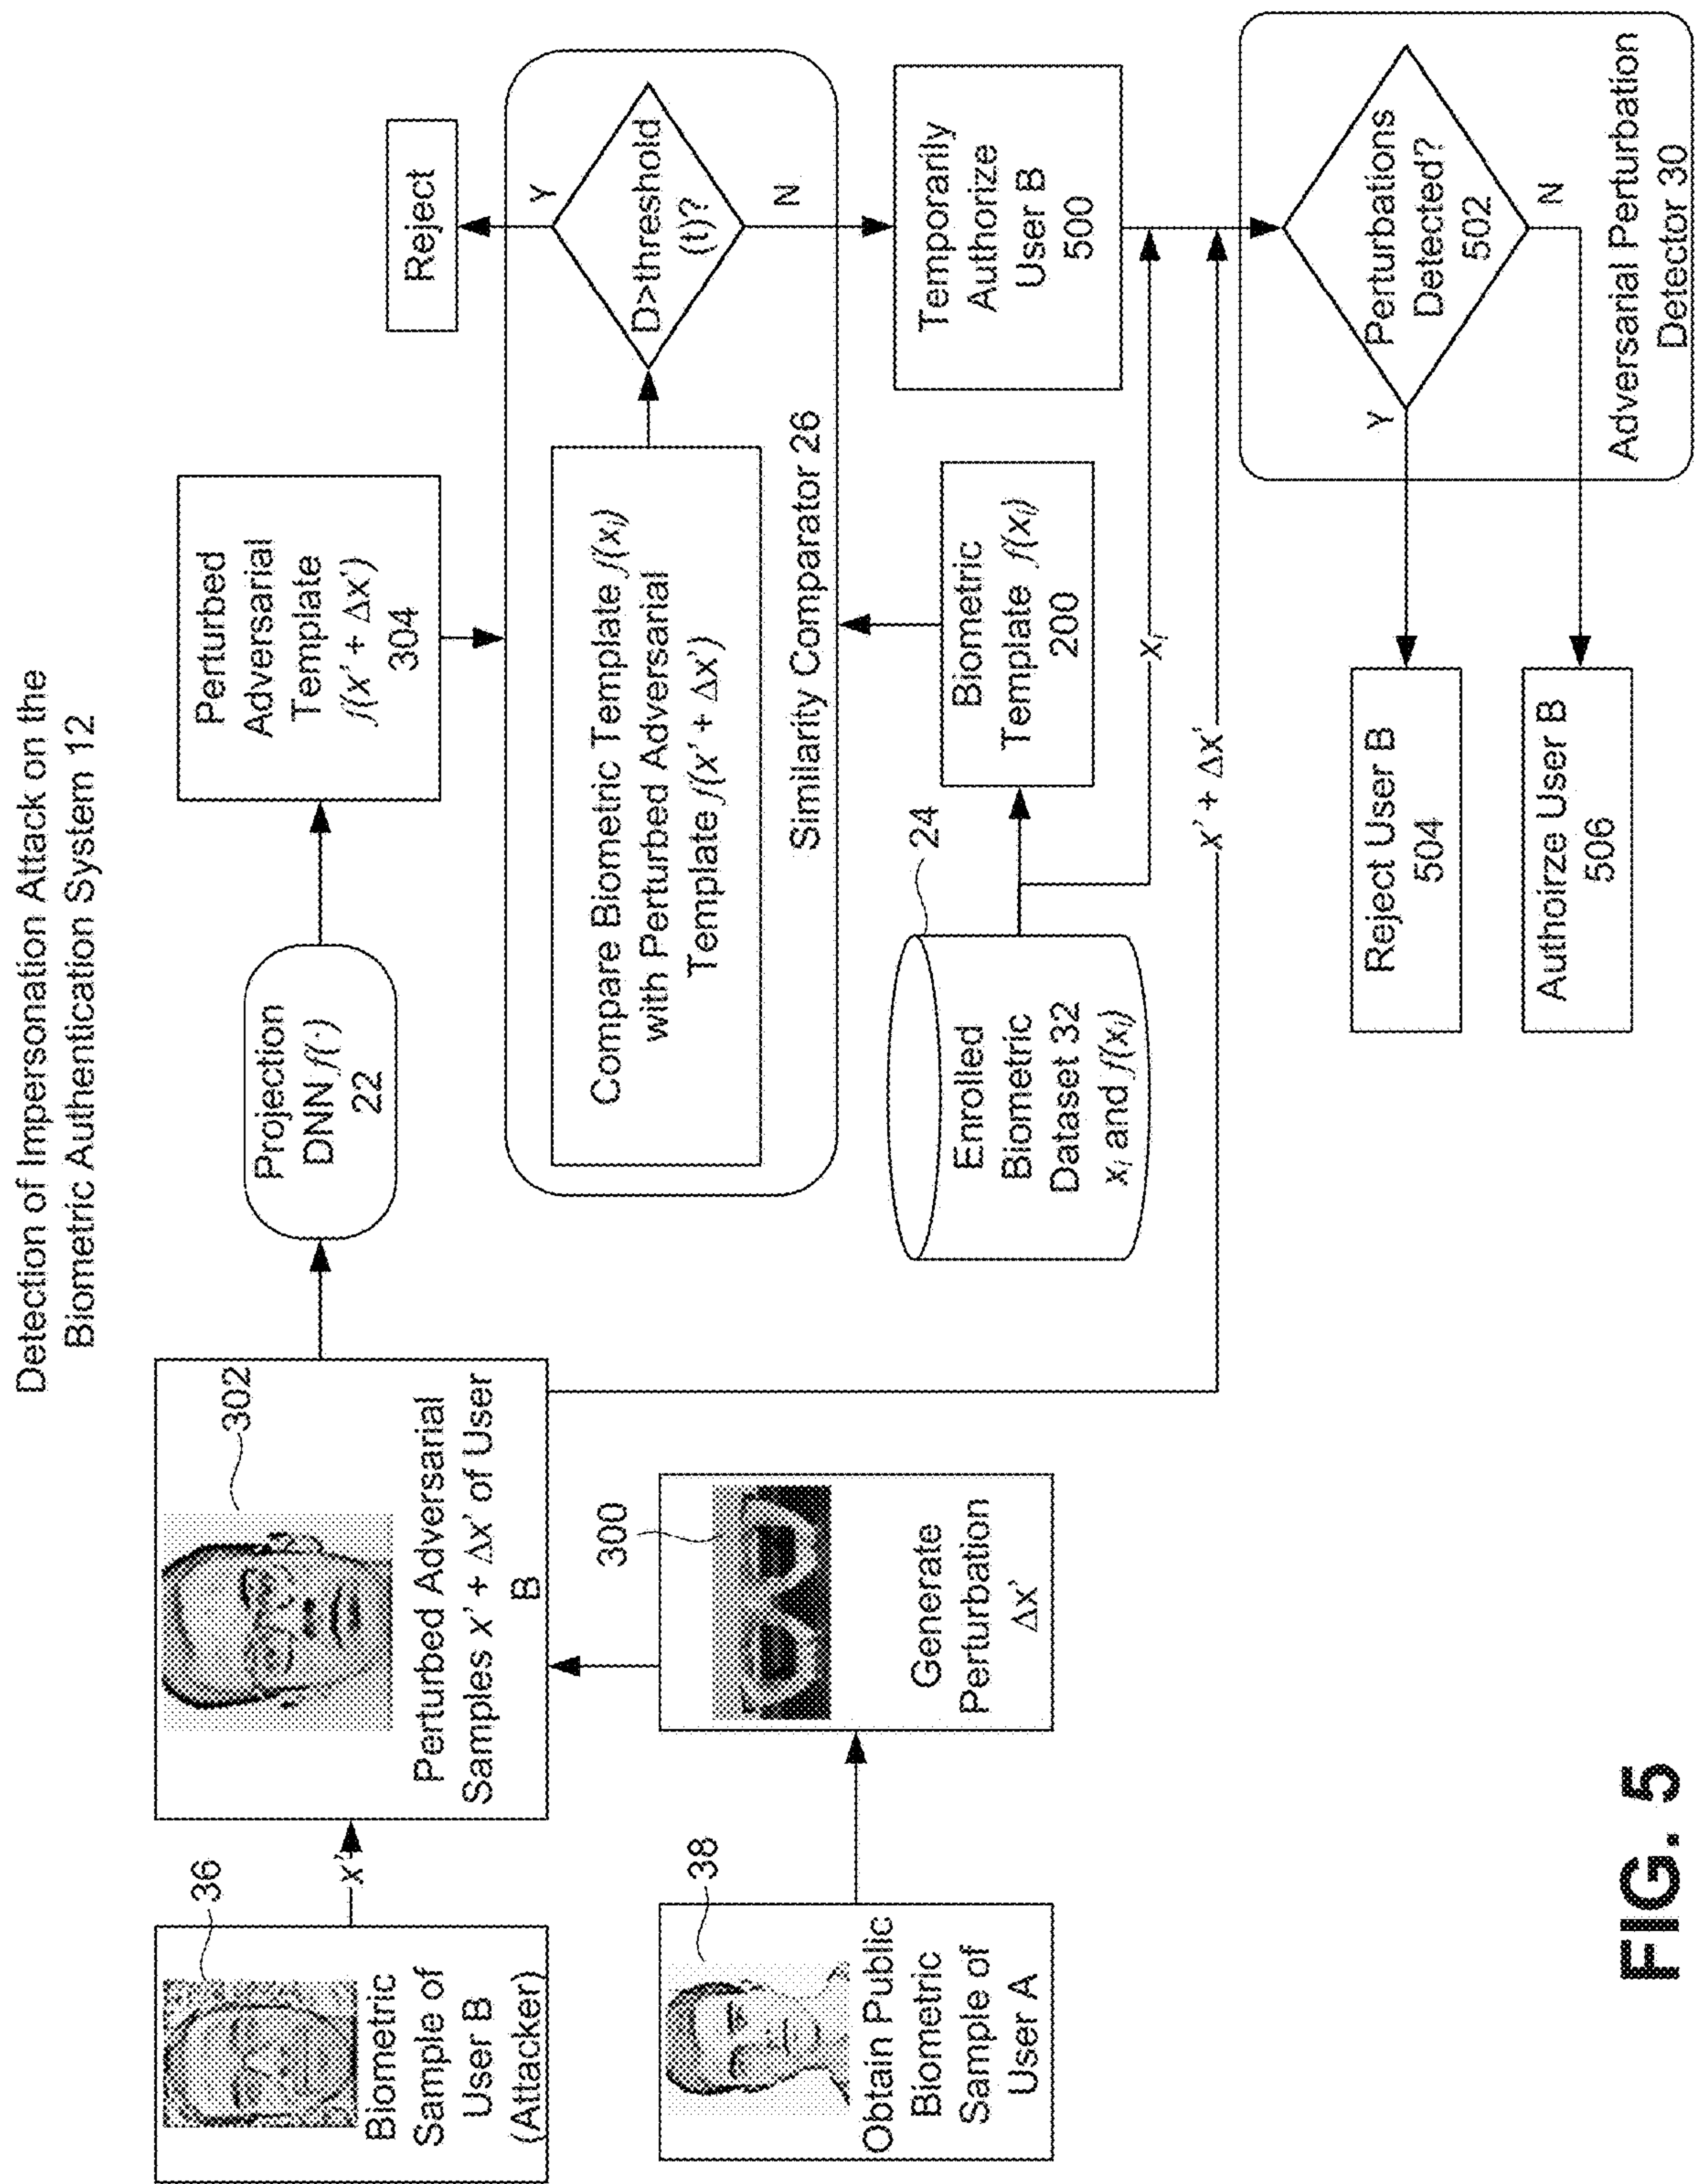 Detection of Impersonation Attack on the
Biometric Authentication System 12
36
Biometric
Sample of
User B
(Attacker)
x'
302
Perturbed Adversarial
Samples x' + Δx' of User
B
38
Obtain Public
Biometric
Sample of
User A
300
Generate
Perturbation
Δx'
Projection
DNN f(·)
22
Perturbed
Adversarial
Template
f(x' + Δx')
304
Reject
Compare Biometric Template f(xi)
with Perturbed Adversarial
Template f(x' + Δx')
Y
D>threshold
(t)?
N
Similarity Comparator 26
24
Enrolled
Biometric
Dataset 32
xi and f(xi)
Biometric
Template f(xi)
200
Temporarily
Authorize
User B
500
xi
x' + Δx'
Y
Perturbations
Detected?
502
N
Adversarial Perturbation
Detector 30
Reject User B
504
Authoirze User B
506
FIG. 5